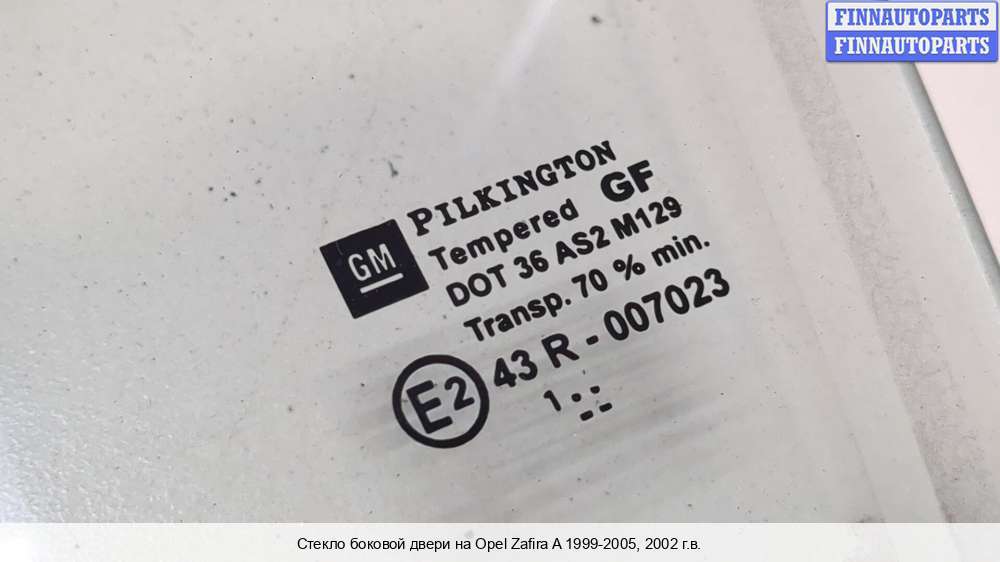 FINNAUTOPARTS
FINNAUTOPARTS
PILKINGTON
GM
Tempered GF
DOT 36 AS2 M129
Transp. 70 % min.
E2 43 R - 007023
1
Стекло боковой двери на Opel Zafira A 1999-2005, 2002 г.в.